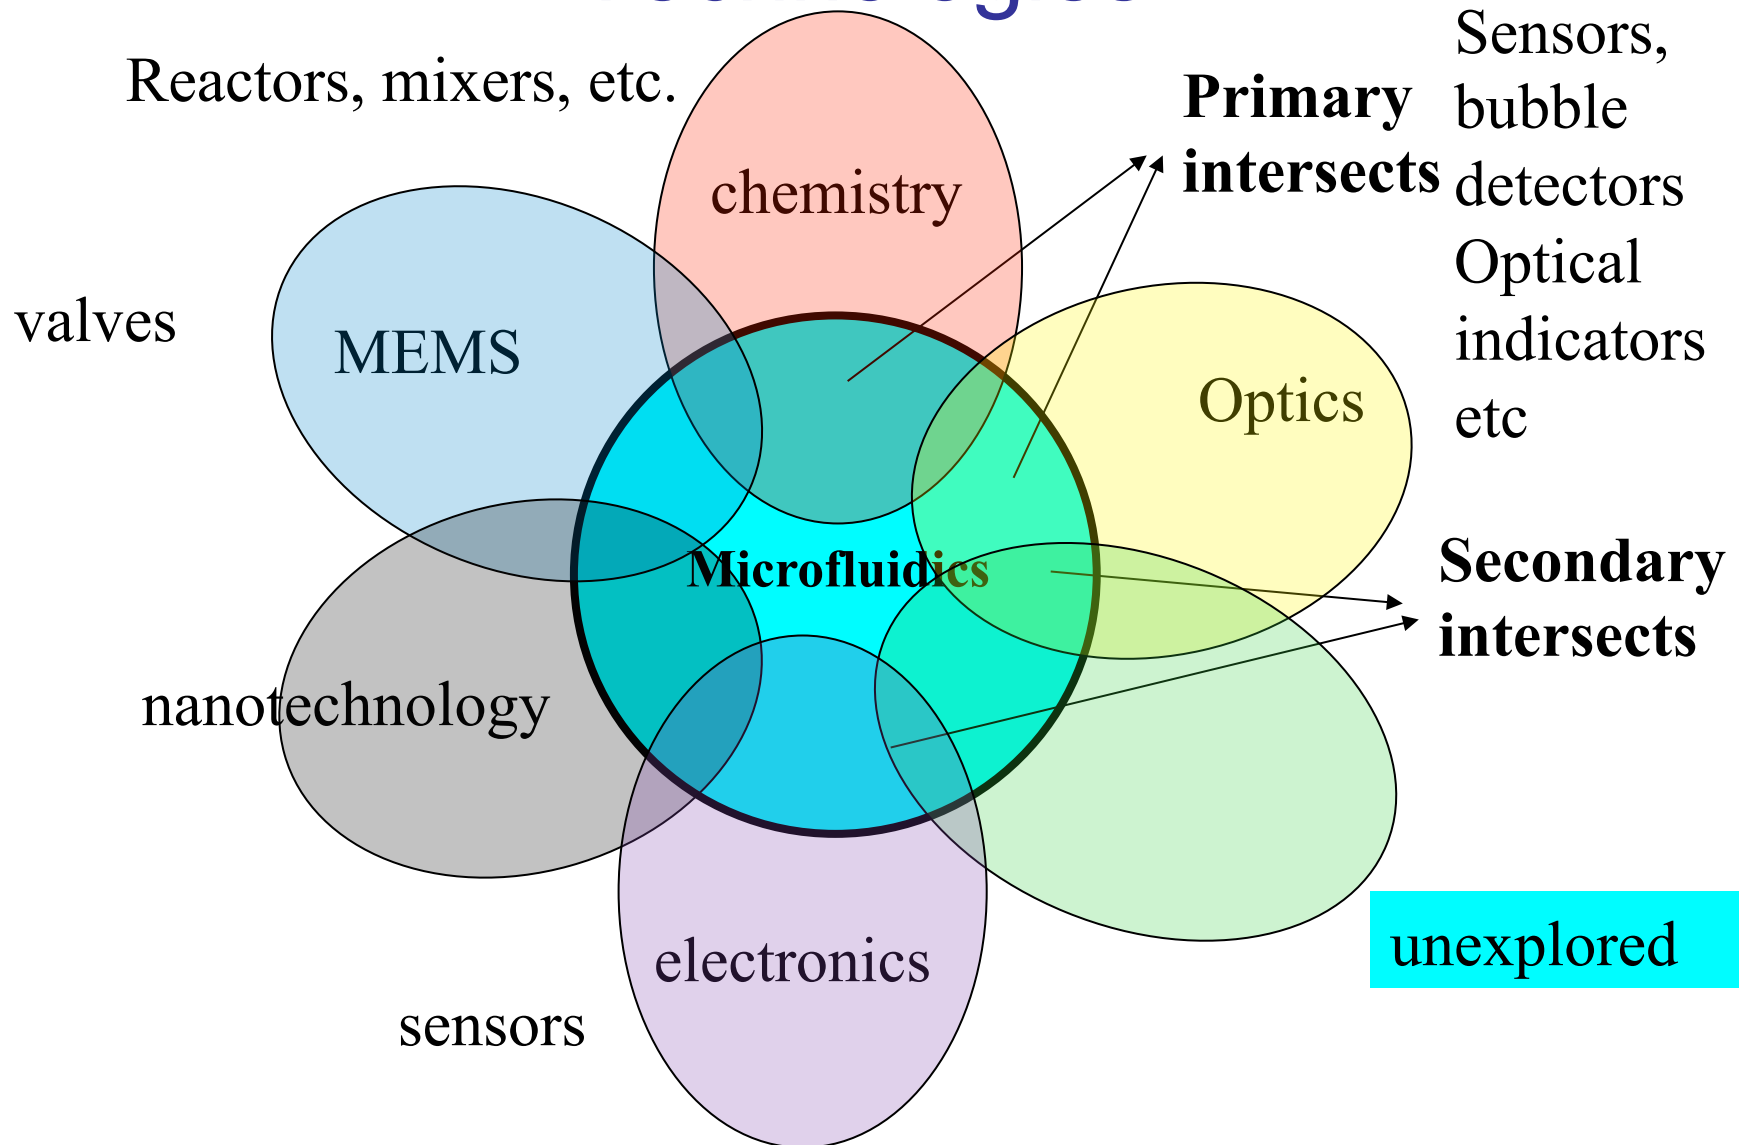 Reactors, mixers, etc.
Sensors,
bubble
detectors
Optical
indicators
etc
Primary
intersects
chemistry
valves
MEMS
Optics
Microfluidics
Secondary
intersects
nanotechnology
electronics
unexplored
sensors